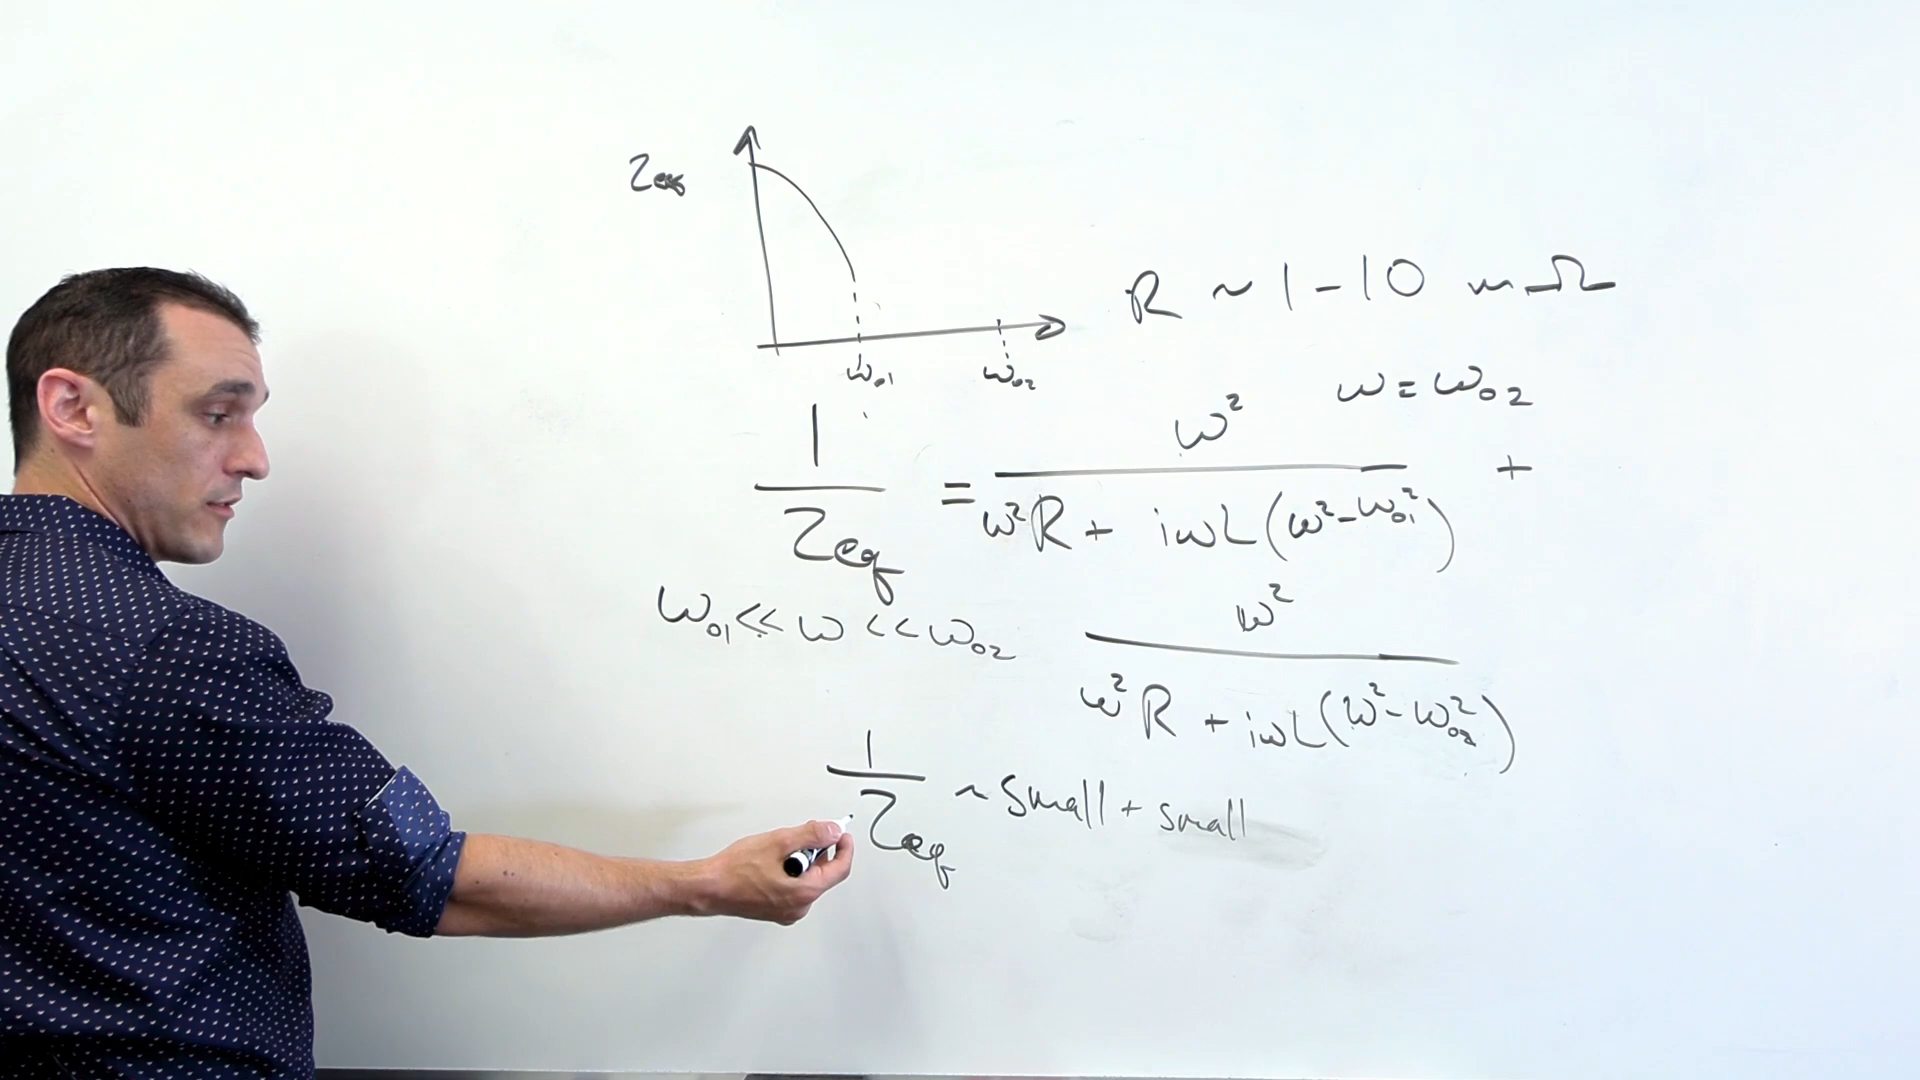 Zeq
R ~ 1-10 mΩ
ω01 ω02
ω = ω02
1/Zeq = ω²/(ω²R + iωL(ω²-ω01²)) +
ω01 << ω << ω02
ω²/(ω²R + iωL(ω²-ω02²))
1/Zeq ~ small + small